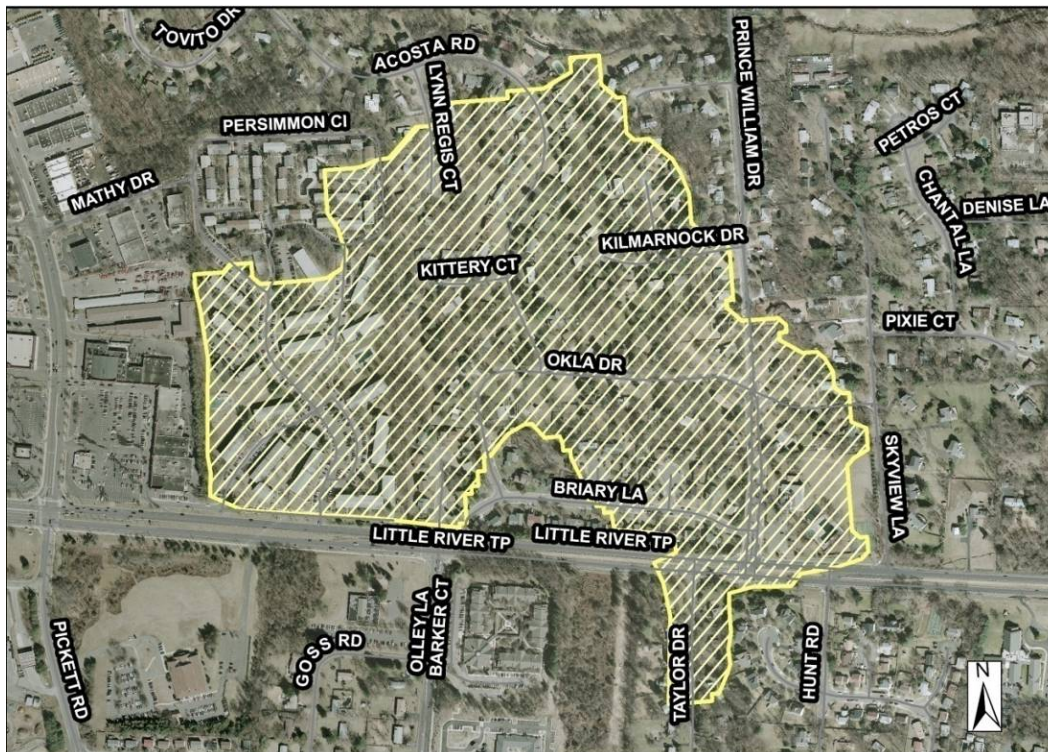 TOVITO DR
ACOSTA RD
LYNN REGIS CT
PRINCE WILLIAM DR
PERSIMMON CI
PETROS CT
MATHY DR
CHANTAL LA
DENISE LA
KILMARNOCK DR
KITTERY CT
PIXIE CT
OKLA DR
SKYVIEW LA
BRIARY LA
LITTLE RIVER TP
LITTLE RIVER TP
PICKETT RD
GOSS RD
OLLEY LA
BARKER CT
TAYLOR DR
HUNT RD
N